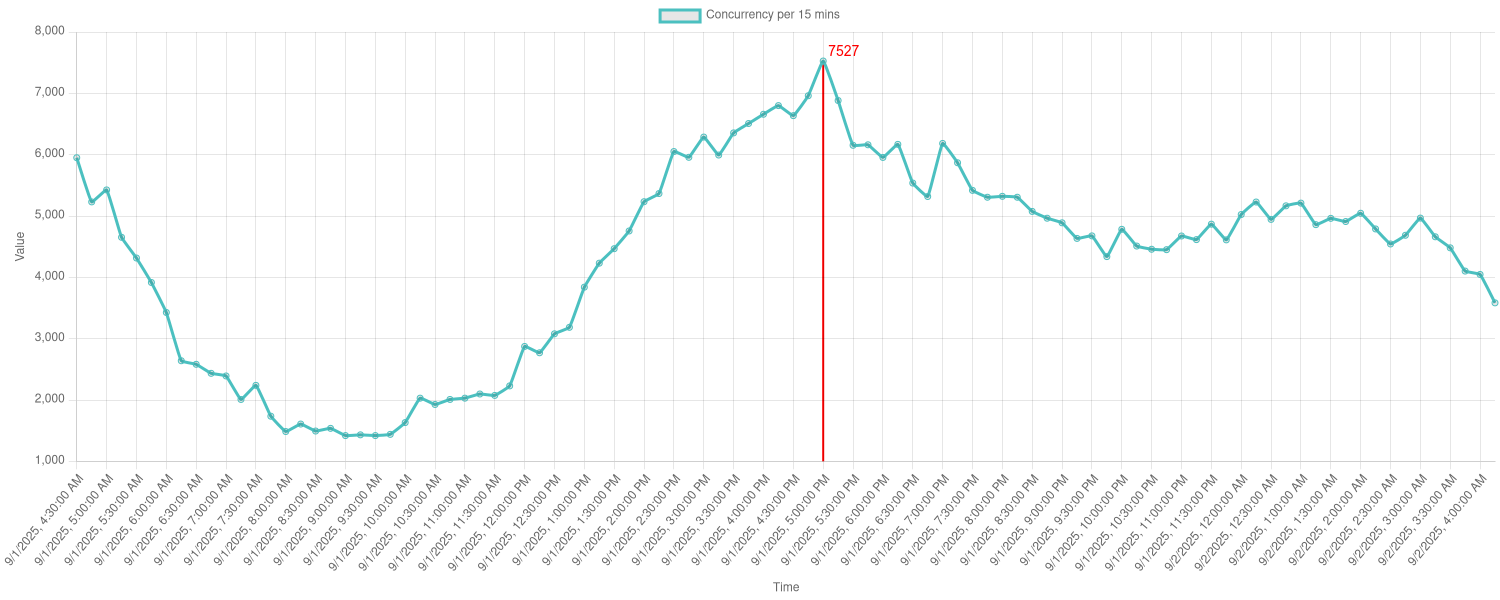 Concurrency per 15 mins
7527
8,000
7,000
6,000
5,000
4,000
3,000
2,000
1,000
Value
9/1/2025, 4:30:00 AM
9/1/2025, 5:00:00 AM
9/1/2025, 5:30:00 AM
9/1/2025, 6:00:00 AM
9/1/2025, 6:30:00 AM
9/1/2025, 7:00:00 AM
9/1/2025, 7:30:00 AM
9/1/2025, 8:00:00 AM
9/1/2025, 8:30:00 AM
9/1/2025, 9:00:00 AM
9/1/2025, 9:30:00 AM
9/1/2025, 10:00:00 AM
9/1/2025, 10:30:00 AM
9/1/2025, 11:00:00 AM
9/1/2025, 11:30:00 AM
9/1/2025, 12:00:00 PM
9/1/2025, 12:30:00 PM
9/1/2025, 1:00:00 PM
9/1/2025, 1:30:00 PM
9/1/2025, 2:00:00 PM
9/1/2025, 2:30:00 PM
9/1/2025, 3:00:00 PM
9/1/2025, 3:30:00 PM
9/1/2025, 4:00:00 PM
9/1/2025, 4:30:00 PM
9/1/2025, 5:00:00 PM
9/1/2025, 5:30:00 PM
9/1/2025, 6:00:00 PM
9/1/2025, 6:30:00 PM
9/1/2025, 7:00:00 PM
9/1/2025, 7:30:00 PM
9/1/2025, 8:00:00 PM
9/1/2025, 8:30:00 PM
9/1/2025, 9:00:00 PM
9/1/2025, 9:30:00 PM
9/1/2025, 10:00:00 PM
9/1/2025, 10:30:00 PM
9/1/2025, 11:00:00 PM
9/1/2025, 11:30:00 PM
9/2/2025, 12:00:00 AM
9/2/2025, 12:30:00 AM
9/2/2025, 1:00:00 AM
9/2/2025, 1:30:00 AM
9/2/2025, 2:00:00 AM
9/2/2025, 2:30:00 AM
9/2/2025, 3:00:00 AM
9/2/2025, 3:30:00 AM
9/2/2025, 4:00:00 AM
Time